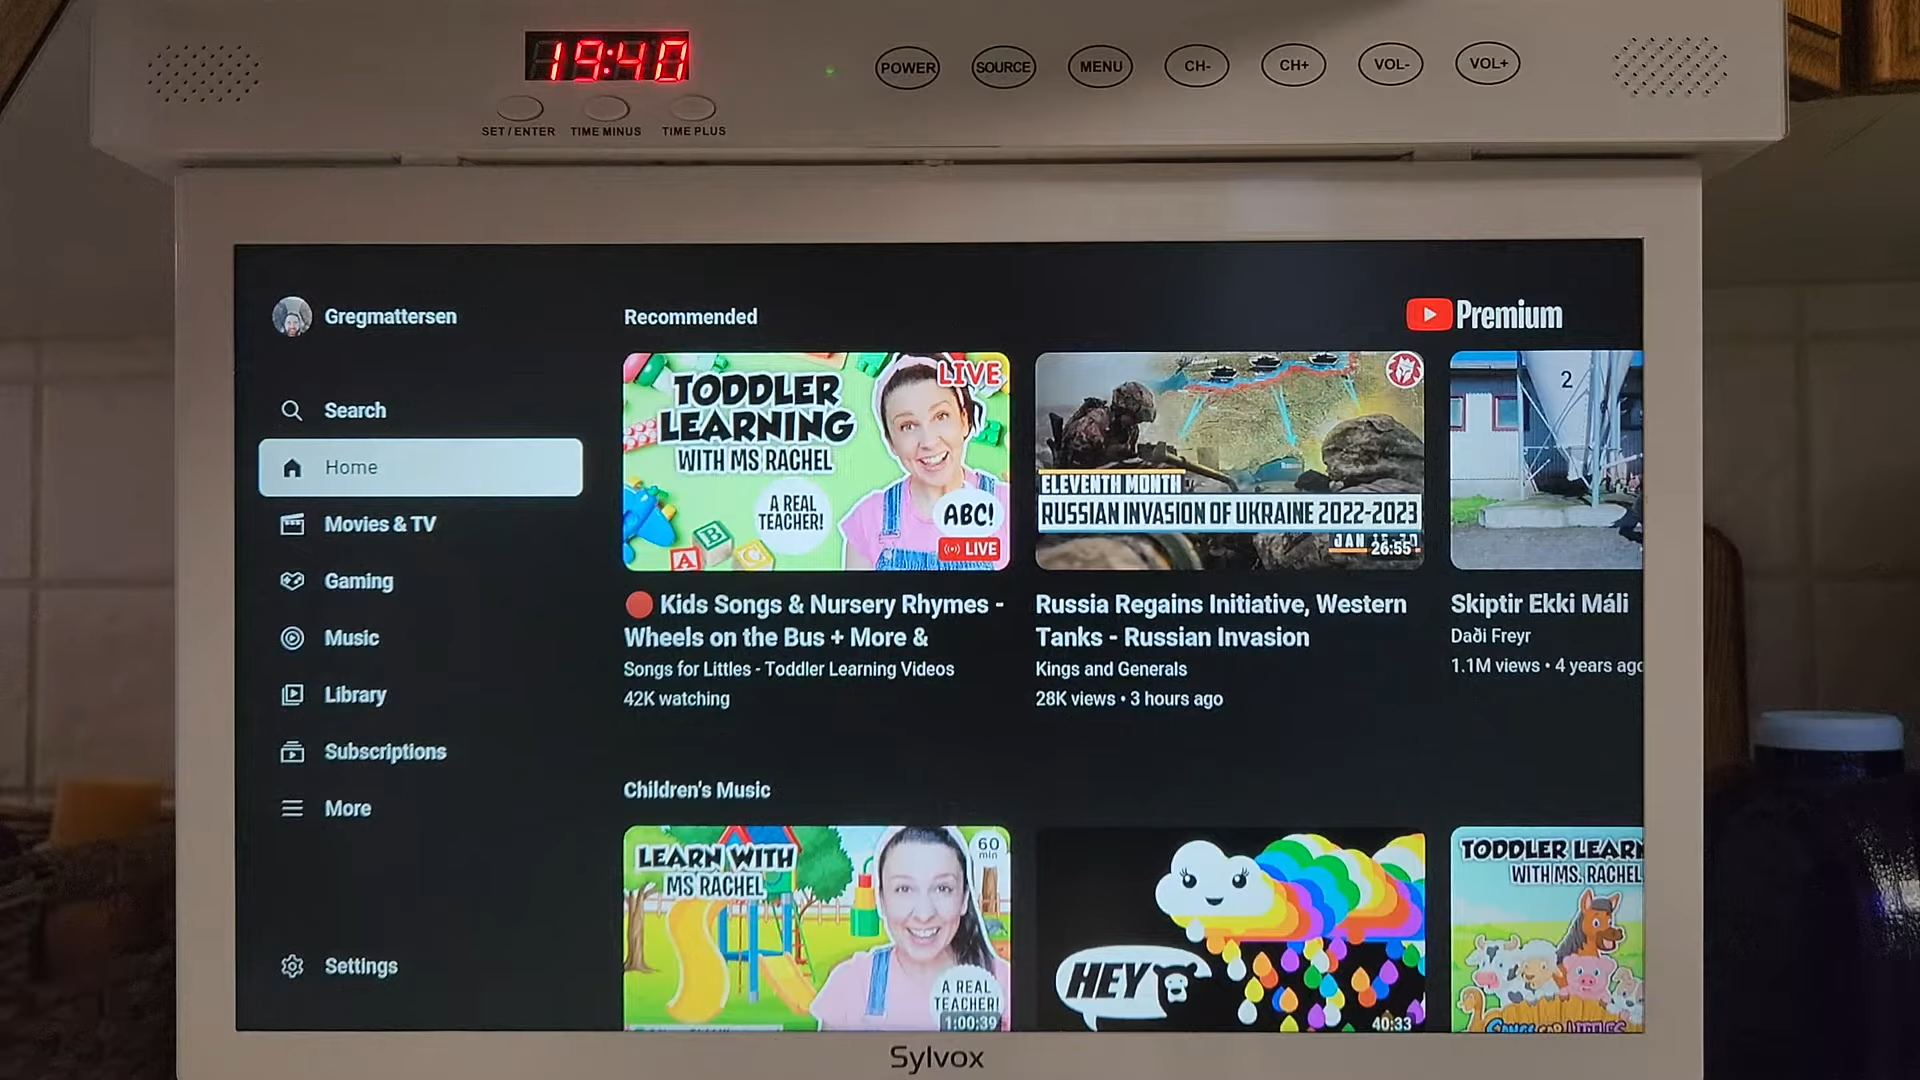 19:40
POWER
SOURCE
MENU
CH-
CH+
VOL-
VOL+
SET / ENTER
TIME MINUS
TIME PLUS
Gregmattersen
Search
Home
Movies & TV
Gaming
Music
Library
Subscriptions
More
Settings
Recommended
Premium
TODDLER
LEARNING
WITH MS RACHEL
A REAL
TEACHER!
LIVE
ABC!
LIVE
A
B
C
Kids Songs & Nursery Rhymes -
Wheels on the Bus + More &
Songs for Littles - Toddler Learning Videos
42K watching
ELEVENTH MONTH
RUSSIAN INVASION OF UKRAINE 2022-2023
JAN
26:55
Russia Regains Initiative, Western
Tanks - Russian Invasion
Kings and Generals
28K views • 3 hours ago
2
Skiptir Ekki Máli
Daði Freyr
1.1M views • 4 years ago
Children's Music
LEARN WITH
MS RACHEL
60
min
A REAL
TEACHER!
1:00:39
HEY
40:33
TODDLER LEARN
WITH MS. RACHEL
SONGS FOR LITTLES
Sylvox